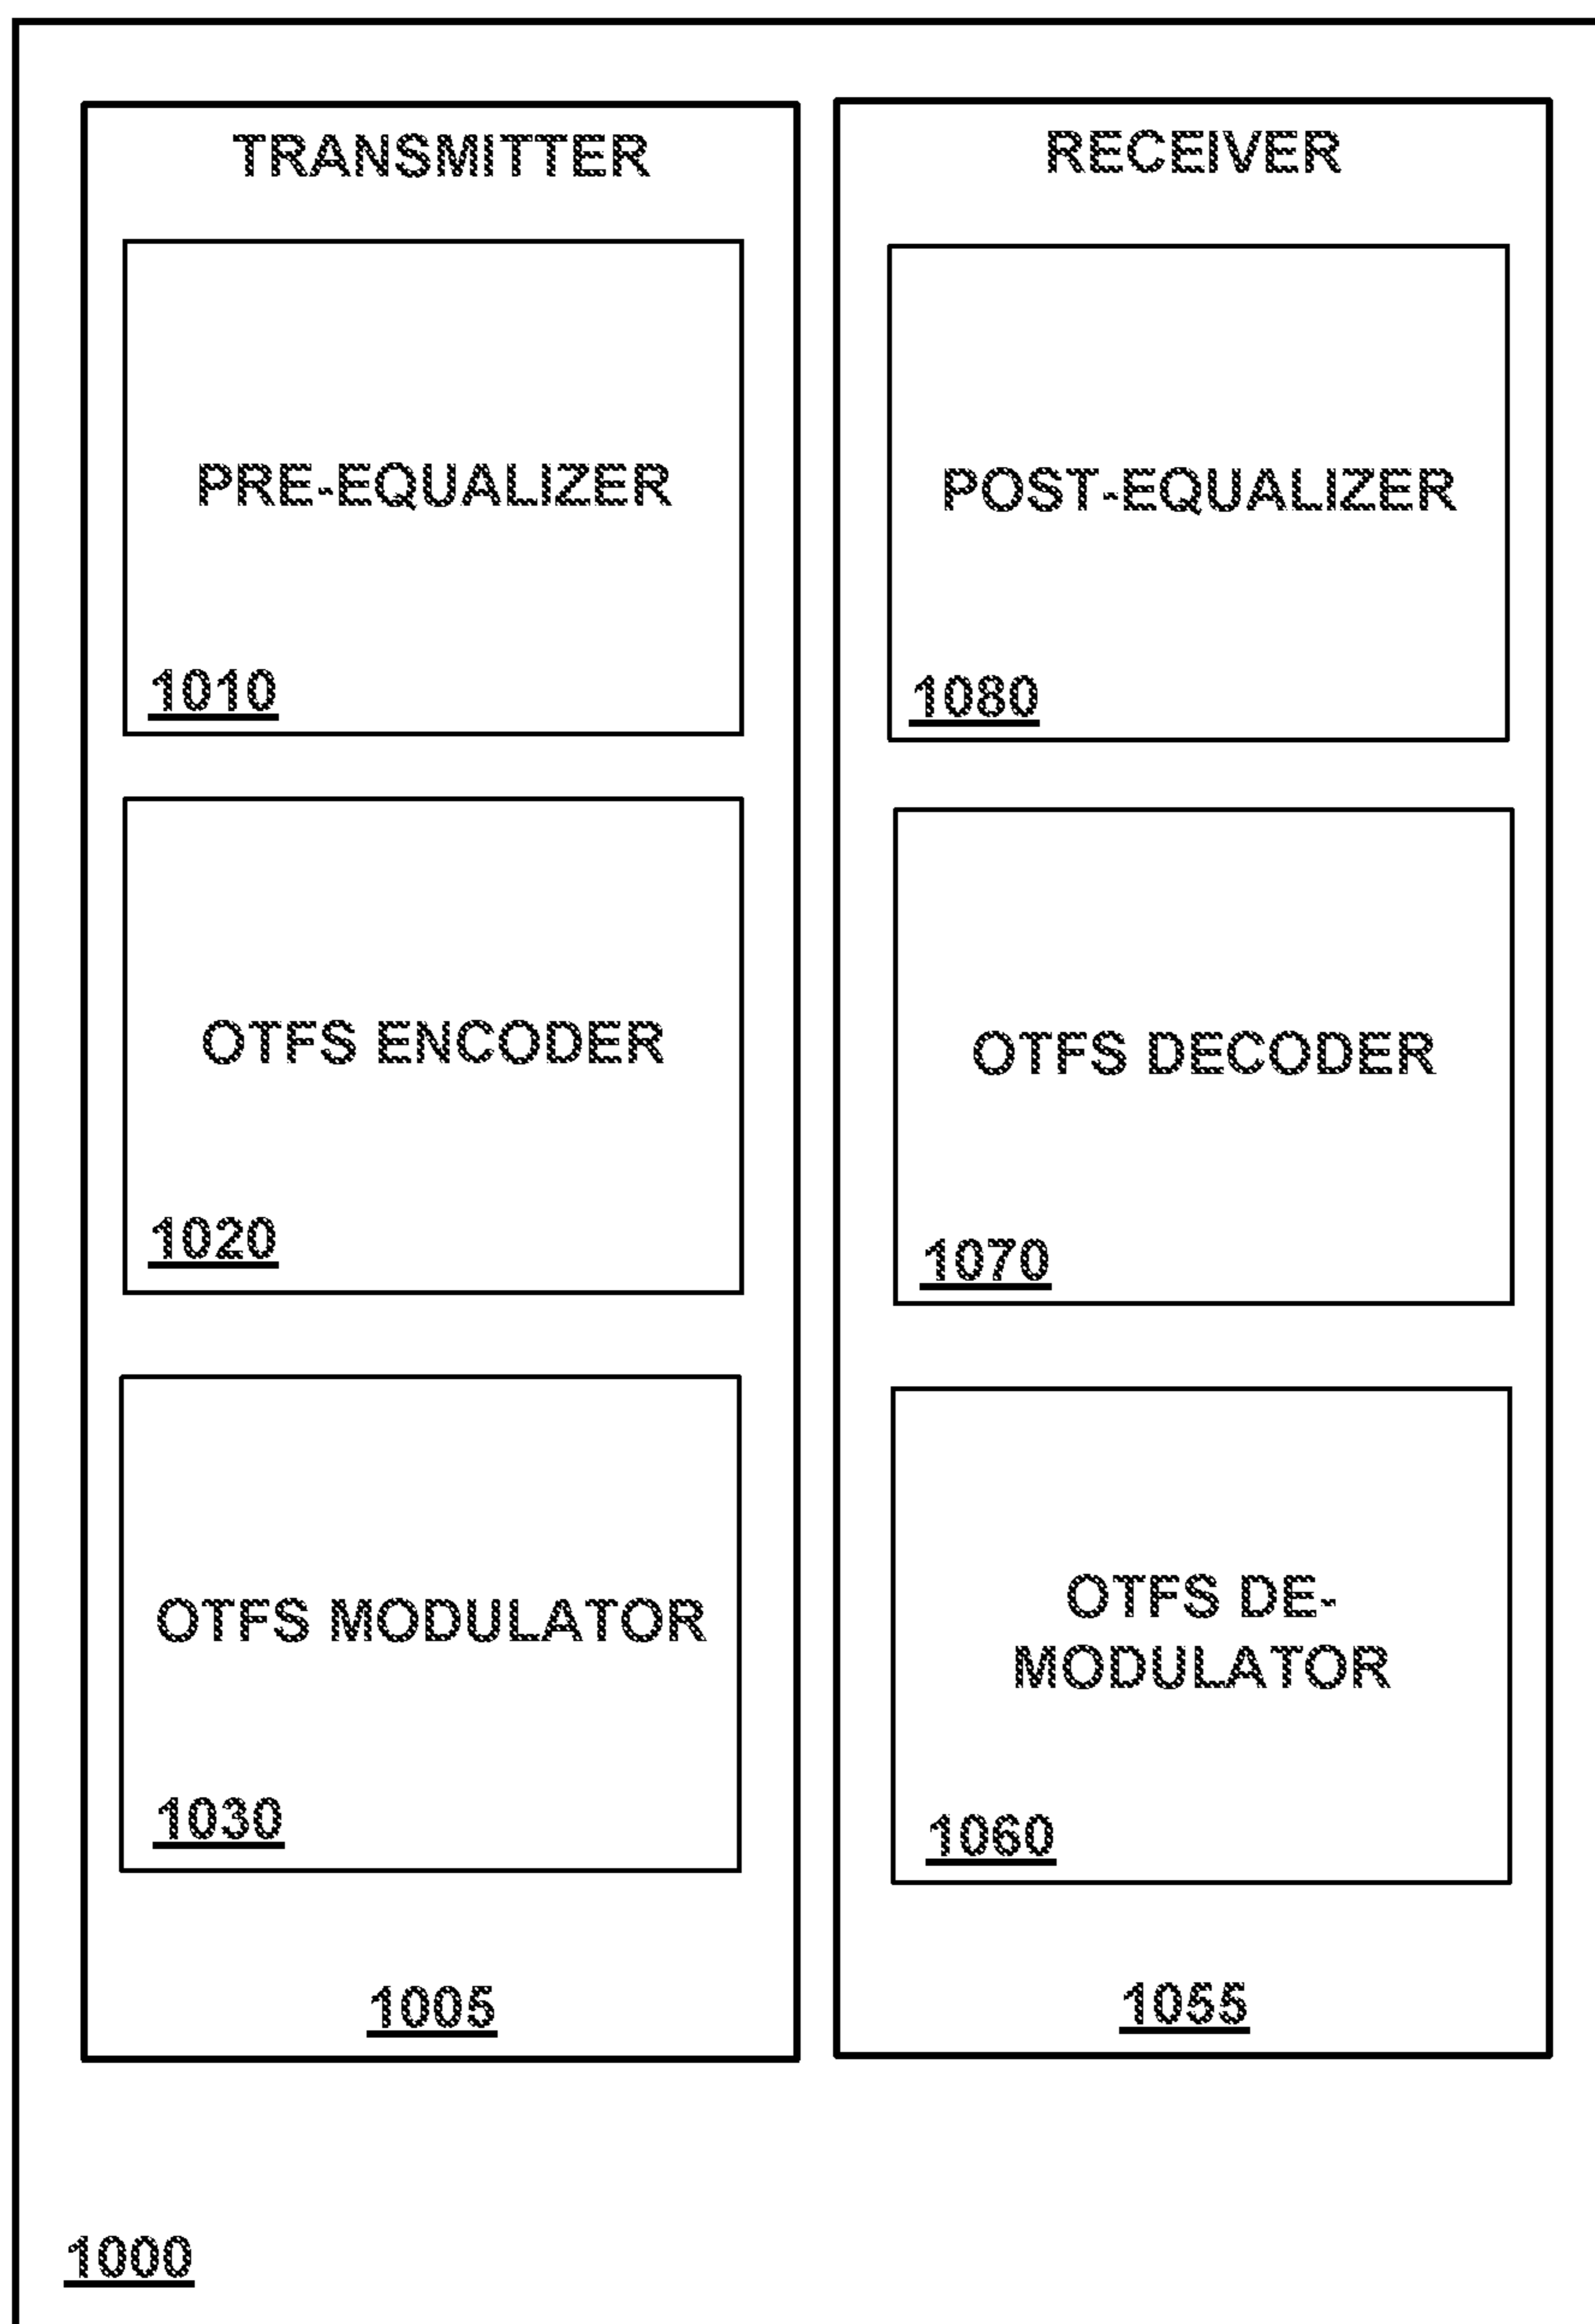 TRANSMITTER
PRE-EQUALIZER
1010
OTFS ENCODER
1020
OTFS MODULATOR
1030
1005
RECEIVER
POST-EQUALIZER
1080
OTFS DECODER
1070
OTFS DE-
MODULATOR
1060
1055
1000